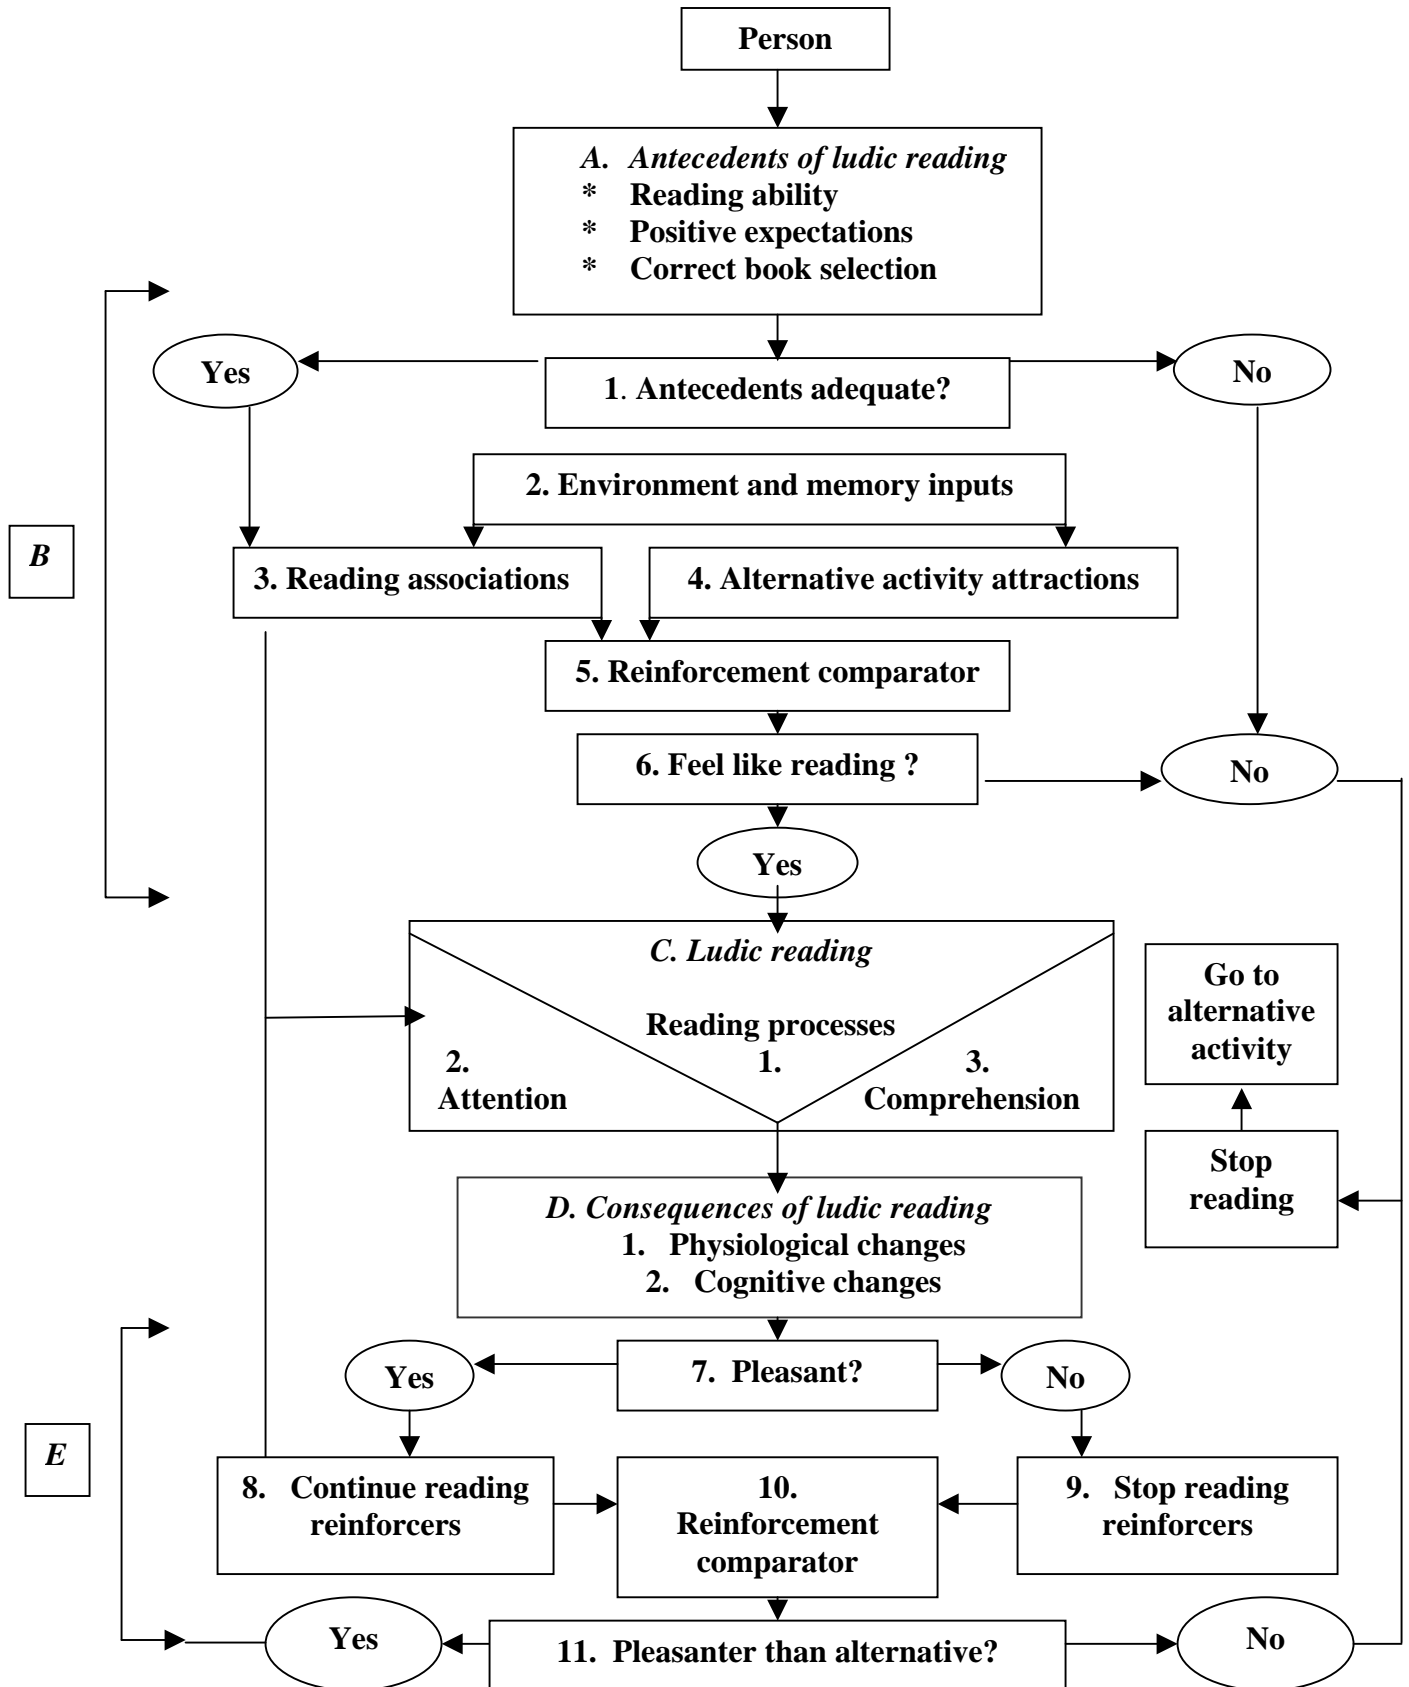 Person
A. Antecedents of ludic reading
* Reading ability
* Positive expectations
* Correct book selection
Yes
1. Antecedents adequate?
No
2. Environment and memory inputs
B
3. Reading associations
4. Alternative activity attractions
5. Reinforcement comparator
6. Feel like reading ?
No
Yes
C. Ludic reading
Reading processes
1.
2.
Attention
3.
Comprehension
Go to
alternative
activity
Stop
reading
D. Consequences of ludic reading
1. Physiological changes
2. Cognitive changes
Yes
7. Pleasant?
No
E
8. Continue reading
reinforcers
10.
Reinforcement
comparator
9. Stop reading
reinforcers
Yes
11. Pleasanter than alternative?
No